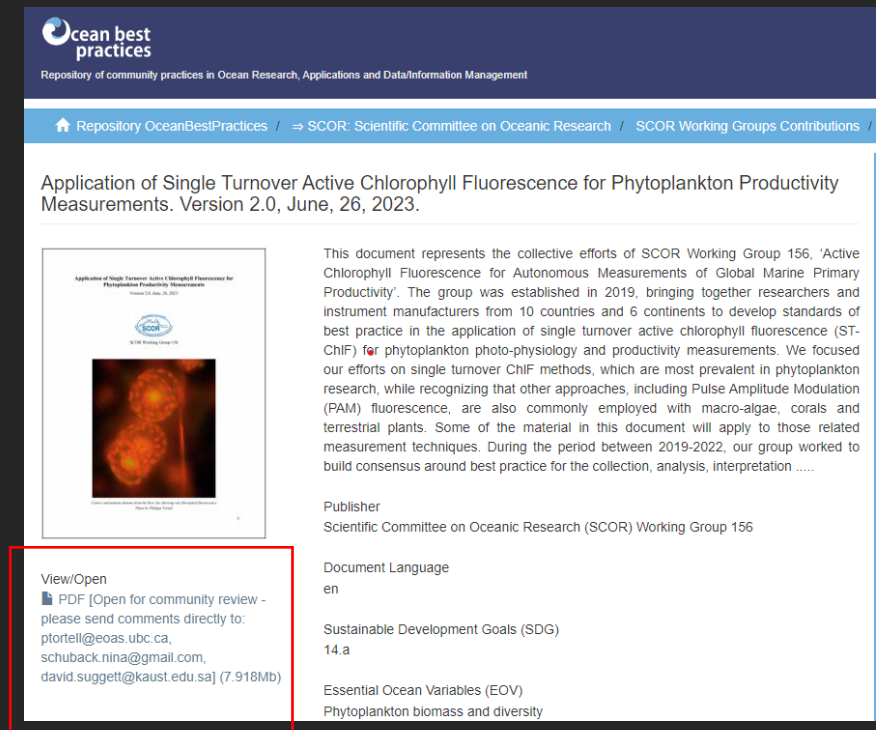 Ocean best
practices
Repository of community practices in Ocean Research, Applications and Data/Information Management
Repository OceanBestPractices / ⇒ SCOR: Scientific Committee on Oceanic Research / SCOR Working Groups Contributions /
Application of Single Turnover Active Chlorophyll Fluorescence for Phytoplankton Productivity
Measurements. Version 2.0, June, 26, 2023.
Application of Single Turnover Active Chlorophyll Fluorescence for
Phytoplankton Productivity Measurements
Version 2.0, June, 26, 2023
SCOR
SCOR Working Group 156
This document represents the collective efforts of SCOR Working Group 156, ‘Active
Chlorophyll Fluorescence for Autonomous Measurements of Global Marine Primary
Productivity’. The group was established in 2019, bringing together researchers and
instrument manufacturers from 10 countries and 6 continents to develop standards of
best practice in the application of single turnover active chlorophyll fluorescence (ST-
ChlF) for phytoplankton photo-physiology and productivity measurements. We focused
our efforts on single turnover ChlF methods, which are most prevalent in phytoplankton
research, while recognizing that other approaches, including Pulse Amplitude Modulation
(PAM) fluorescence, are also commonly employed with macro-algae, corals and
terrestrial plants. Some of the material in this document will apply to those related
measurement techniques. During the period between 2019-2022, our group worked to
build consensus around best practice for the collection, analysis, interpretation .....
Publisher
Scientific Committee on Oceanic Research (SCOR) Working Group 156
Document Language
en
Sustainable Development Goals (SDG)
14.a
Essential Ocean Variables (EOV)
Phytoplankton biomass and diversity
View/Open
PDF [Open for community review -
please send comments directly to:
ptortell@eoas.ubc.ca,
schuback.nina@gmail.com,
david.suggett@kaust.edu.sa] (7.918Mb)